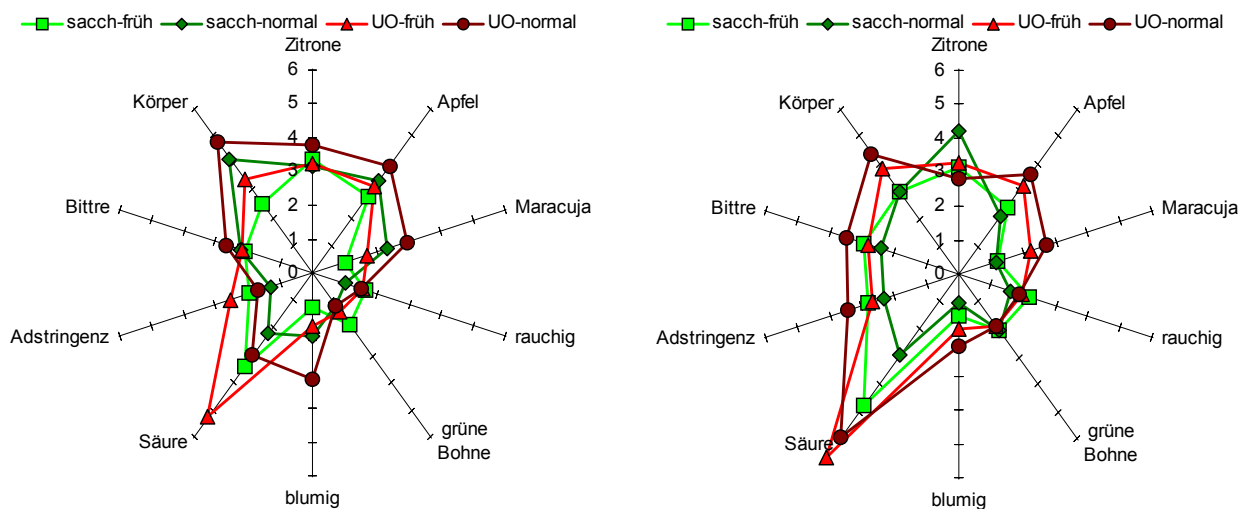 sacch-früh sacch-normal UO-früh UO-normal
Zitrone
6
5
4
3
2
1
0
Körper
Apfel
Bittre
Maracuja
Adstringenz
rauchig
Säure
grüne
Bohne
blumig
sacch-früh sacch-normal UO-früh UO-normal
Zitrone
6
5
4
3
2
1
0
Körper
Apfel
Bittre
Maracuja
Adstringenz
rauchig
Säure
grüne
Bohne
blumig